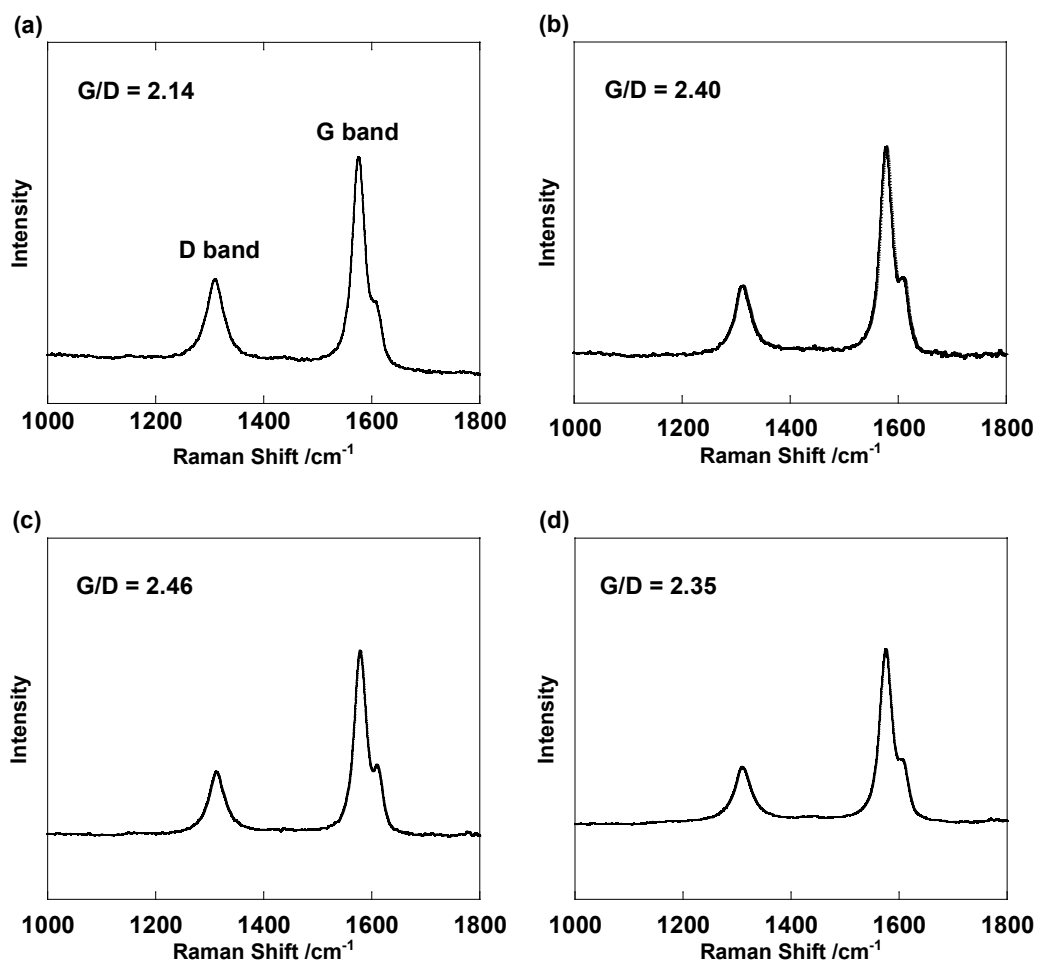 (a)
G/D = 2.14
G band
D band
Intensity
1000 1200 1400 1600 1800
Raman Shift /cm⁻¹
(b)
G/D = 2.40
Intensity
1000 1200 1400 1600 1800
Raman Shift /cm⁻¹
(c)
G/D = 2.46
Intensity
1000 1200 1400 1600 1800
Raman Shift /cm⁻¹
(d)
G/D = 2.35
Intensity
1000 1200 1400 1600 1800
Raman Shift /cm⁻¹